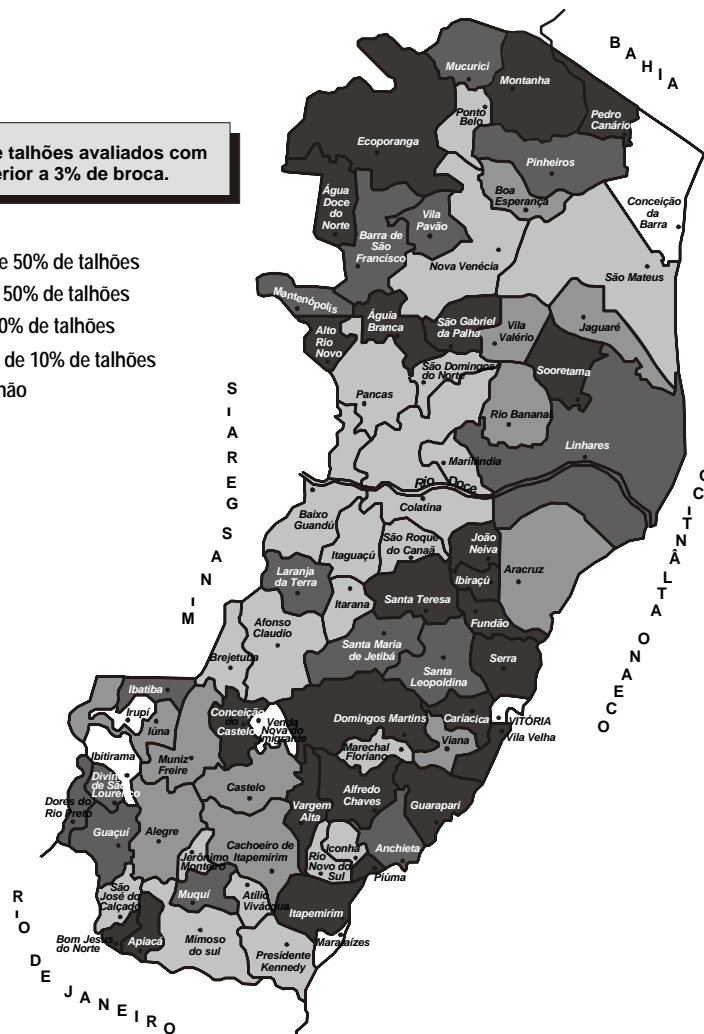 BAHIA
Mucurici
Montanha
Ponto
Belo
Pedro
Canário
e talhões avaliados com
erior a 3% de broca.
Ecoporanga
Pinheiros
Água
Doce
do
Norte
Boa
Esperança
Conceição
da
Barra
Vila
Pavão
Barra de
São
Francisco
e 50% de talhões
50% de talhões
0% de talhões
de 10% de talhões
não
Nova Venécia
São Mateus
Mantenópolis
Águia
Branca
São Gabriel
da Palha
Vila
Valério
Jaguaré
Alto
Rio
Novo
São Domingos
do Norte
Sooretama
Pancas
Rio Bananal
Linhares
Marilândia
Rio Doce
MINAS GERAIS
Colatina
Baixo
Guandú
São Roque
do Canaã
João
Neiva
Itaguaçú
Laranja
da Terra
Ibiraçú
Aracruz
Itarana
Santa Teresa
Fundão
Afonso
Claudio
OCEANO ATLÂNTICO
Santa Maria
de Jetibá
Serra
Brejetuba
Santa
Leopoldina
Ibatiba
Irupí
Iúna
Conceição
do
Castelo
Venda
Nova do
Imigrante
Domingos Martins
Cariacica
VITÓRIA
Vila Velha
Viana
Marechal
Floriano
Ibitirama
Muniz
Freire
Divino
de São
Lourenço
Castelo
Alfredo
Chaves
Dores do
Rio Preto
Vargem
Alta
Guarapari
Guaçuí
Alegre
Cachoeiro de
Itapemirim
Iconha
Anchieta
Jerônimo
Monteiro
Rio
Novo do
Sul
Piúma
São
José do
Calçado
Muquí
Atílio
Vivácqua
Itapemirim
Bom Jesus
do Norte
Apiacá
Mimoso
do sul
Presidente
Kennedy
RIO DE JANEIRO